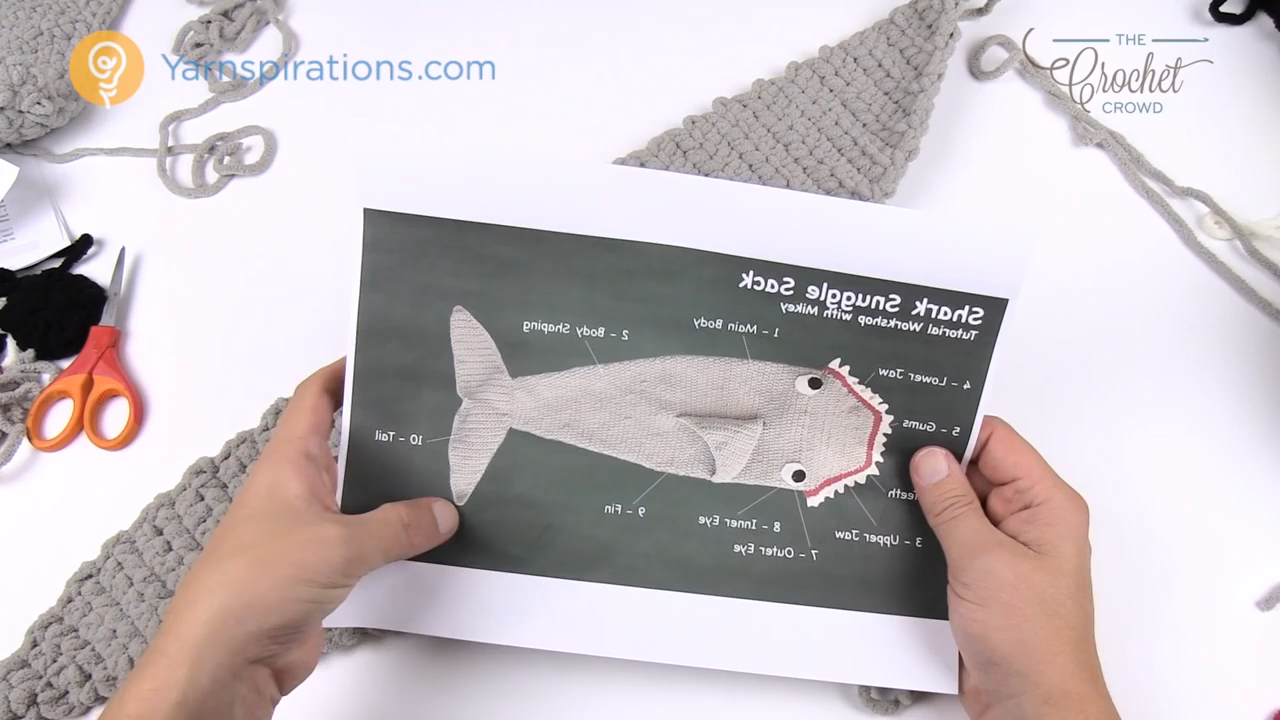 Yarnspirations.com
THE
Crochet
CROWD
Shark Snuggle Sack
Tutorial Workshop with Mikey
1 - Main Body
2 - Body Shaping
4 - Lower Jaw
5 - Gums
10 - Tail
Teeth
9 - Fin
8 - Inner Eye
3 - Upper Jaw
7 - Outer Eye